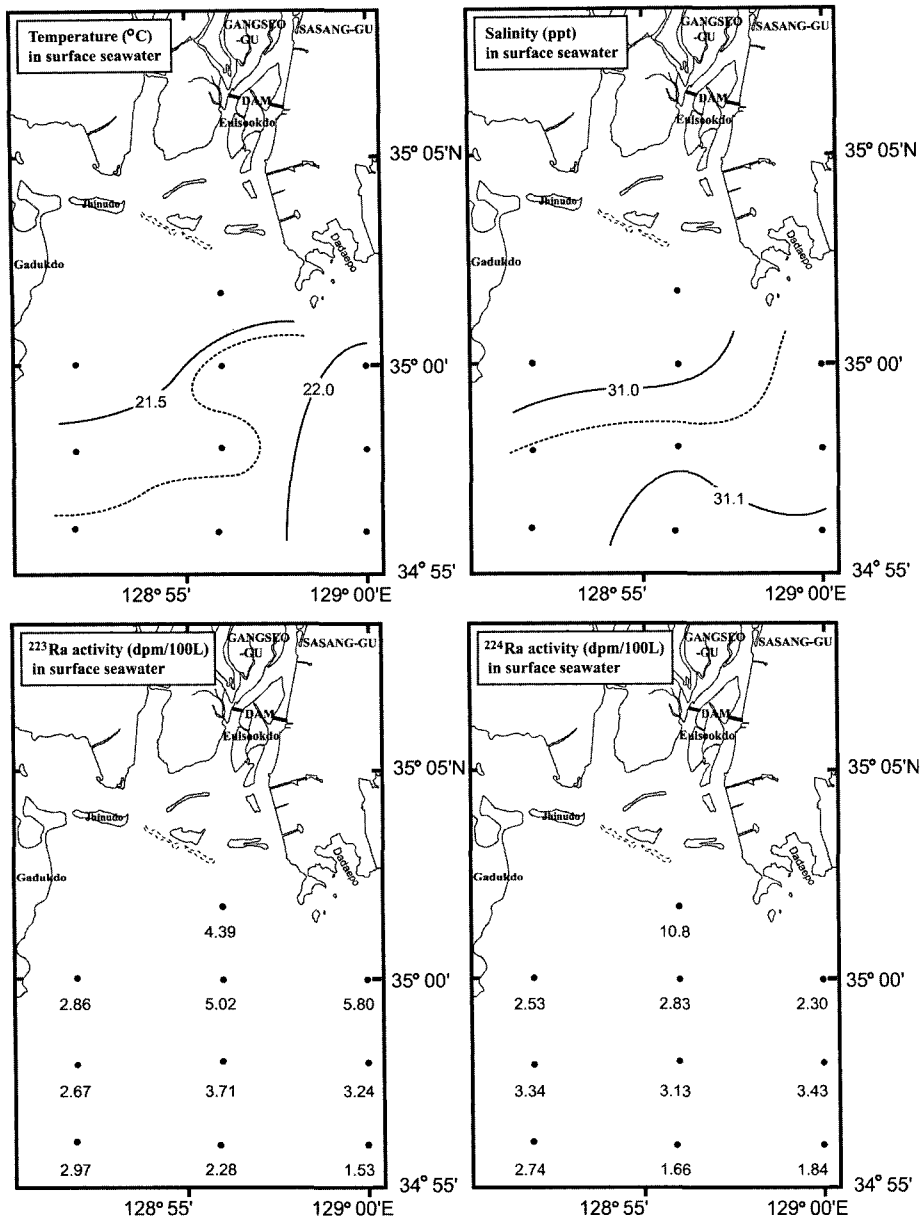 Temperature (°C)
in surface seawater
GANGSEO
-GU
SASANG-GU
DAM
Eulsookdo
35° 05'N
Jhinudo
Dadaepo
Gadukdo
35° 00'
21.5
22.0
34° 55'
128° 55'
129° 00'E
Salinity (ppt)
in surface seawater
GANGSEO
-GU
SASANG-GU
DAM
Eulsookdo
35° 05'N
Jhinudo
Dadaepo
Gadukdo
35° 00'
31.0
31.1
34° 55'
128° 55'
129° 00'E
²²³Ra activity (dpm/100L)
in surface seawater
GANGSEO
-GU
SASANG-GU
DAM
Eulsookdo
35° 05'N
Jhinudo
Dadaepo
Gadukdo
4.39
35° 00'
2.86 5.02 5.80
2.67 3.71 3.24
2.97 2.28 1.53
34° 55'
128° 55'
129° 00'E
²²⁴Ra activity (dpm/100L)
in surface seawater
GANGSEO
-GU
SASANG-GU
DAM
Eulsookdo
35° 05'N
Jhinudo
Dadaepo
Gadukdo
10.8
35° 00'
2.53 2.83 2.30
3.34 3.13 3.43
2.74 1.66 1.84
34° 55'
128° 55'
129° 00'E